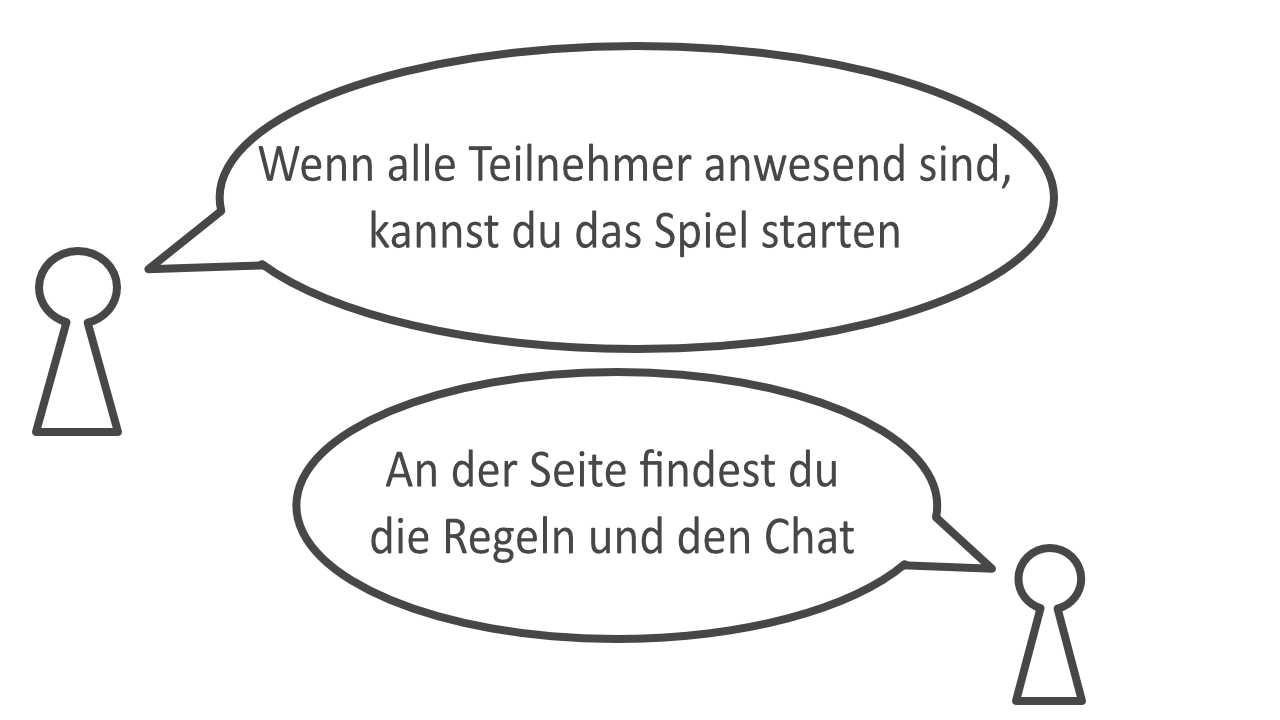 Wenn alle Teilnehmer anwesend sind,
kannst du das Spiel starten
An der Seite findest du
die Regeln und den Chat